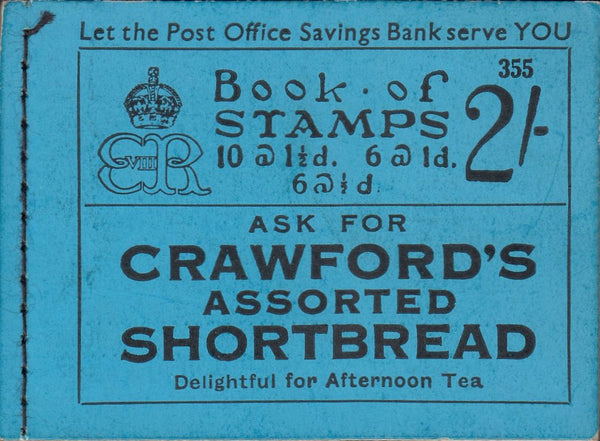 Let the Post Office Savings Bank serve YOU
355
Book · of
STAMPS
2/-
EVIIIR
10 @ 1½d. 6 @ 1d.
6 @ ½d
ASK FOR
CRAWFORD'S
ASSORTED
SHORTBREAD
Delightful for Afternoon Tea